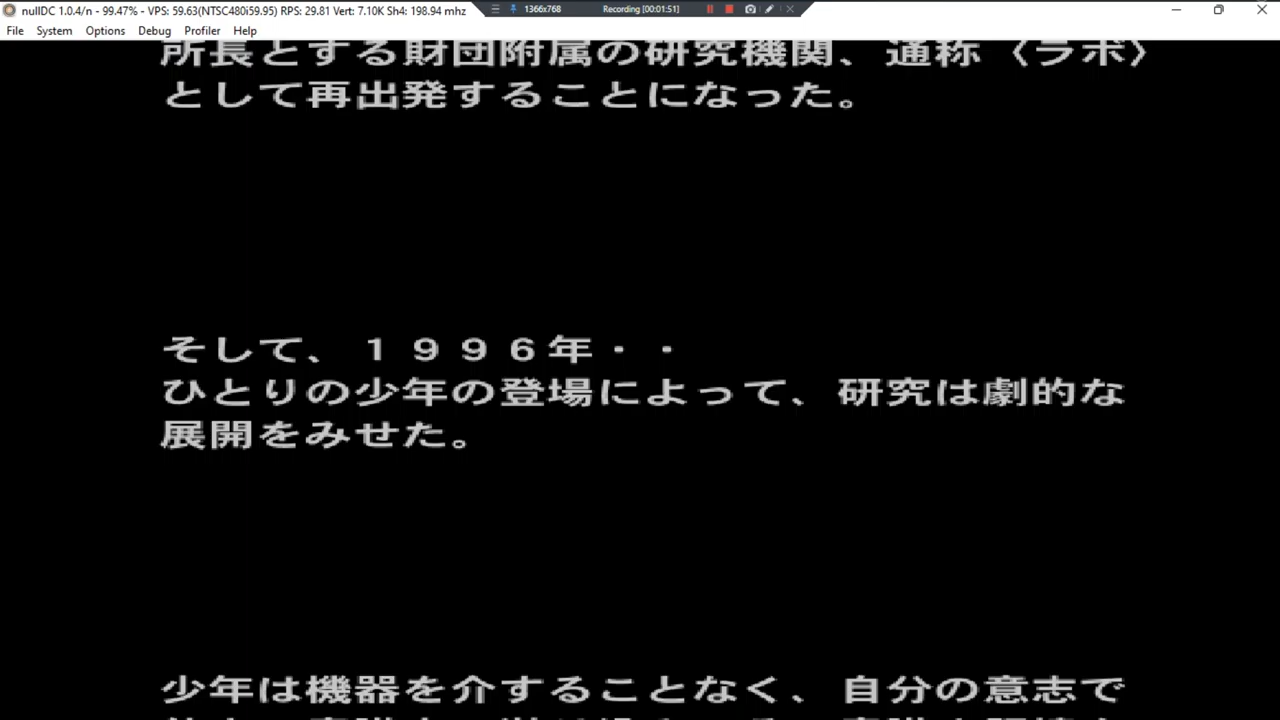 nullDC 1.0.4/n - 99.47% - VPS: 59.63(NTSC480i59.95) RPS: 29.81 Vert: 7.10K Sh4: 198.94 mhz
1366x768
Recording [00:01:51]
File System Options Debug Profiler Help
所長とする財団附属の研究機関、通称〈ラボ〉
として再出発することになった。
そして、１９９６年・・
ひとりの少年の登場によって、研究は劇的な
展開をみせた。
少年は機器を介することなく、自分の意志で